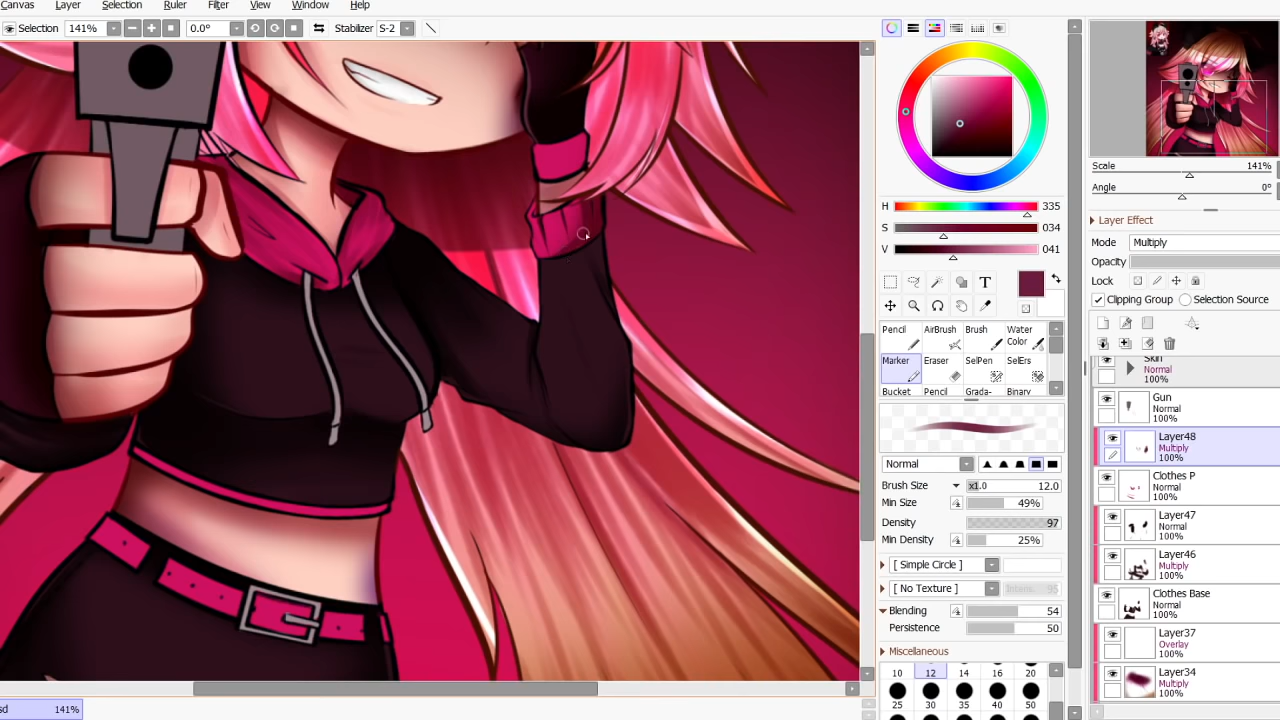 Canvas Layer Selection Ruler Filter View Window Help
Selection 141% 0.0° Stabilizer S-2
H 335
S 034
V 041
T
Pencil AirBrush Brush Water Color
Marker Eraser SelPen SelErs
Bucket Pencil Grada- Binary
Normal
Brush Size x1.0 12.0
Min Size 49%
Density 97
Min Density 25%
[ Simple Circle ]
[ No Texture ]
Blending 54
Persistence 50
Miscellaneous
10 12 14 16 20
25 30 35 40 50
Scale 141%
Angle 0°
Layer Effect
Mode Multiply
Opacity
Lock
Clipping Group Selection Source
Skin
Normal
100%
Gun
Normal
100%
Layer48
Multiply
100%
Clothes P
Normal
100%
Layer47
Normal
100%
Layer46
Multiply
100%
Clothes Base
Normal
100%
Layer37
Overlay
100%
Layer34
Multiply
100%
sd 141%